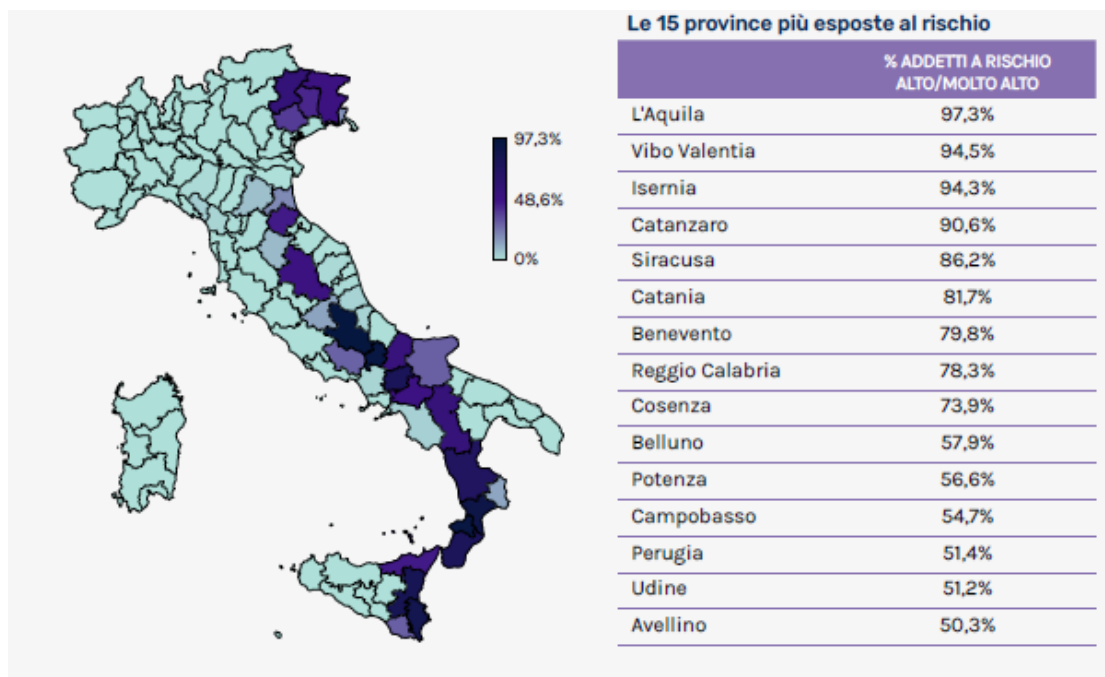 Le 15 province più esposte al rischio
% ADDETTI A RISCHIO
ALTO/MOLTO ALTO
L'Aquila 97,3%
Vibo Valentia 94,5%
Isernia 94,3%
Catanzaro 90,6%
Siracusa 86,2%
Catania 81,7%
Benevento 79,8%
Reggio Calabria 78,3%
Cosenza 73,9%
Belluno 57,9%
Potenza 56,6%
Campobasso 54,7%
Perugia 51,4%
Udine 51,2%
Avellino 50,3%
97,3%
48,6%
0%